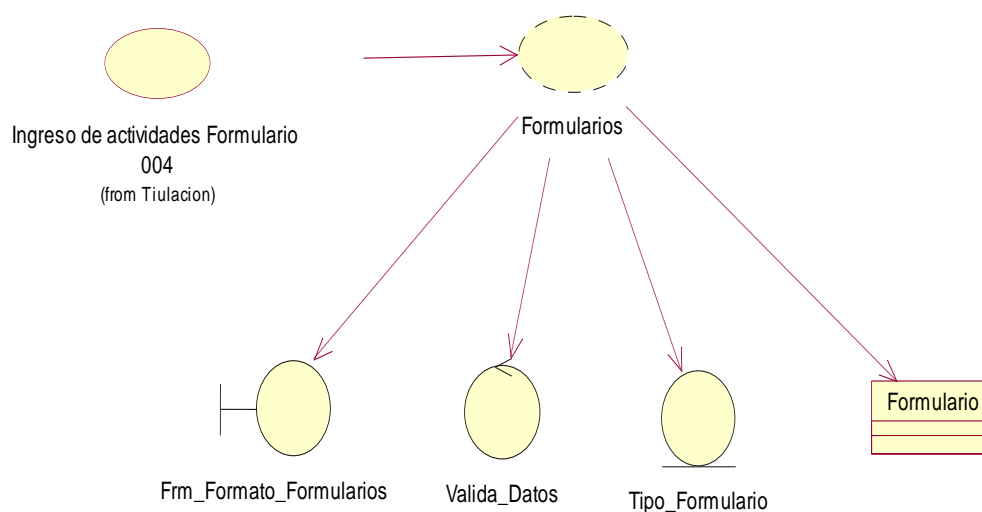 Ingreso de actividades Formulario
004
(from Tiulacion)
Formularios
Frm_Formato_Formularios
Valida_Datos
Tipo_Formulario
Formulario